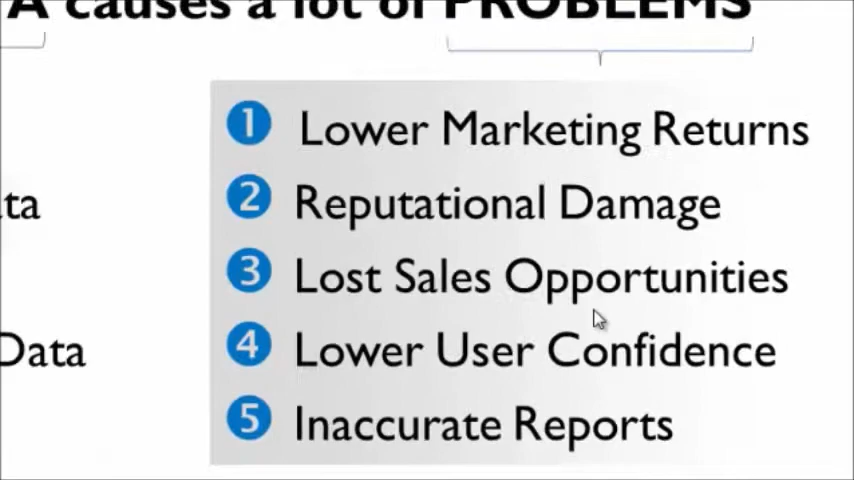 A causes a lot of PROBLEMS
1 Lower Marketing Returns
2 Reputational Damage
ta
3 Lost Sales Opportunities
4 Lower User Confidence
Data
5 Inaccurate Reports